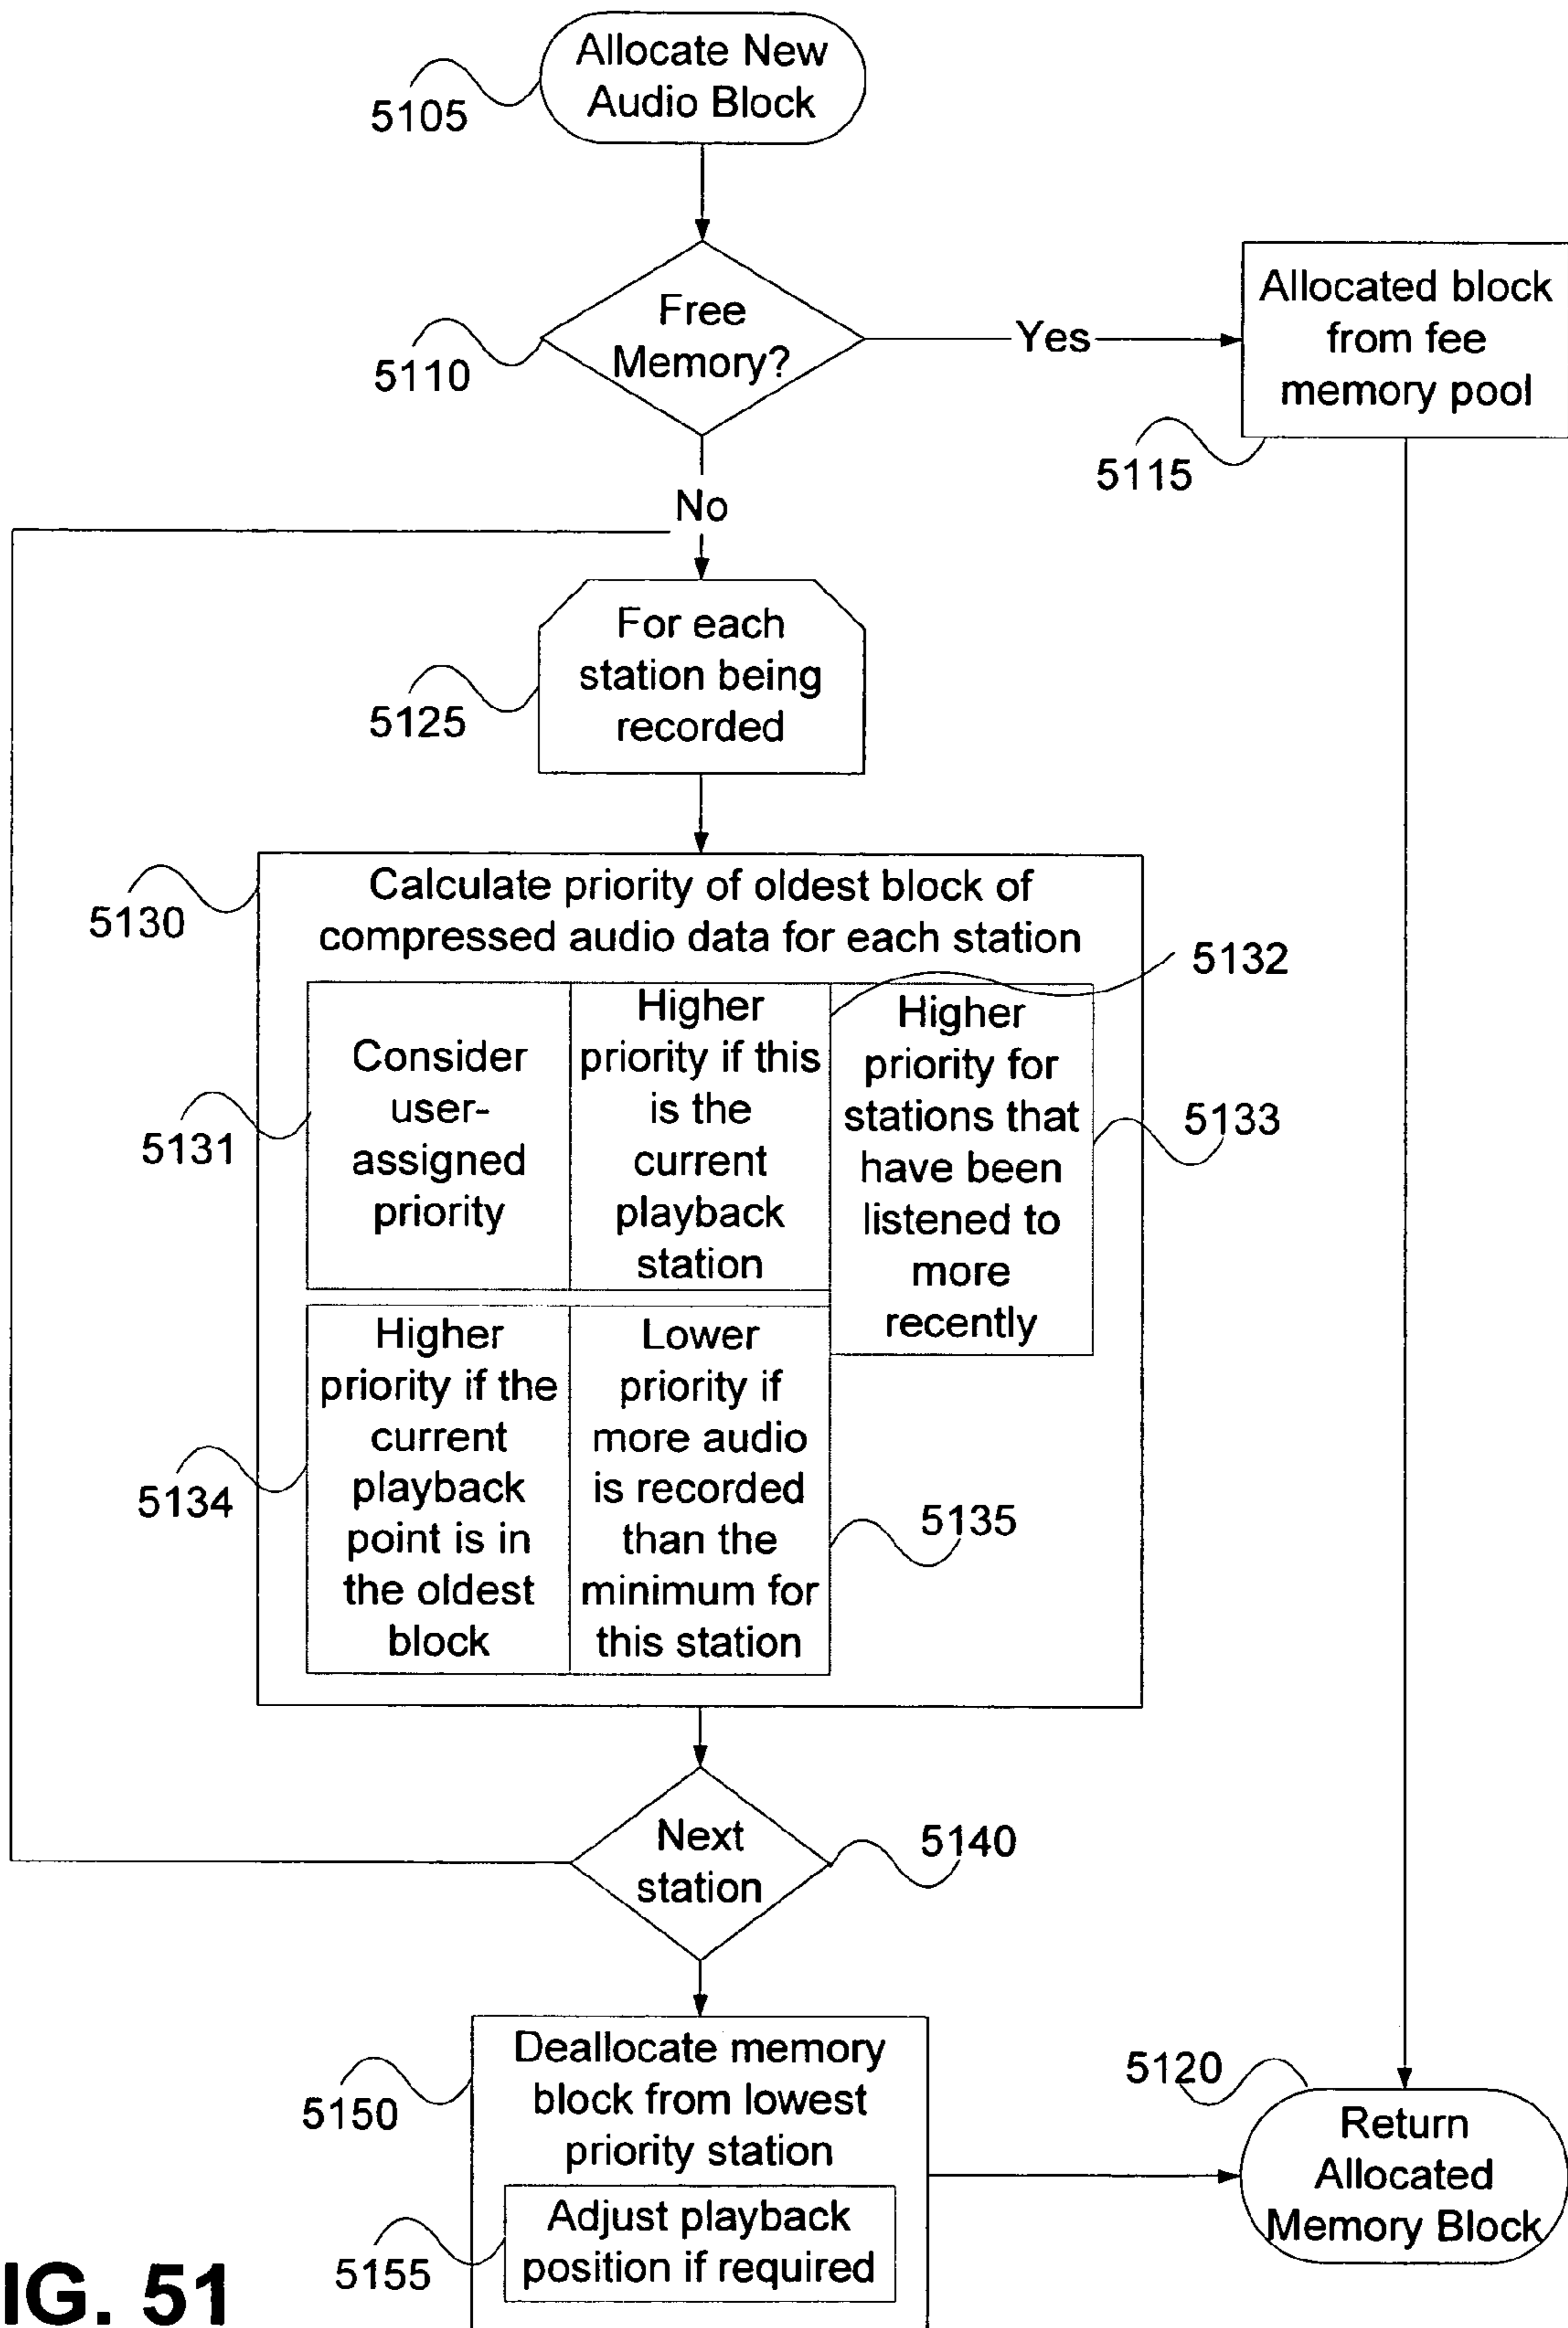 Allocate New
Audio Block
5105
Free
Memory?
5110
Yes
Allocated block
from fee
memory pool
5115
No
For each
station being
recorded
5125
Calculate priority of oldest block of
compressed audio data for each station
5130
5132
Consider
user-
assigned
priority
5131
Higher
priority if this
is the
current
playback
station
Higher
priority for
stations that
have been
listened to
more
recently
5133
Higher
priority if the
current
playback
point is in
the oldest
block
5134
Lower
priority if
more audio
is recorded
than the
minimum for
this station
5135
Next
station
5140
Deallocate memory
block from lowest
priority station
5150
Adjust playback
position if required
5155
5120
Return
Allocated
Memory Block
IG. 51